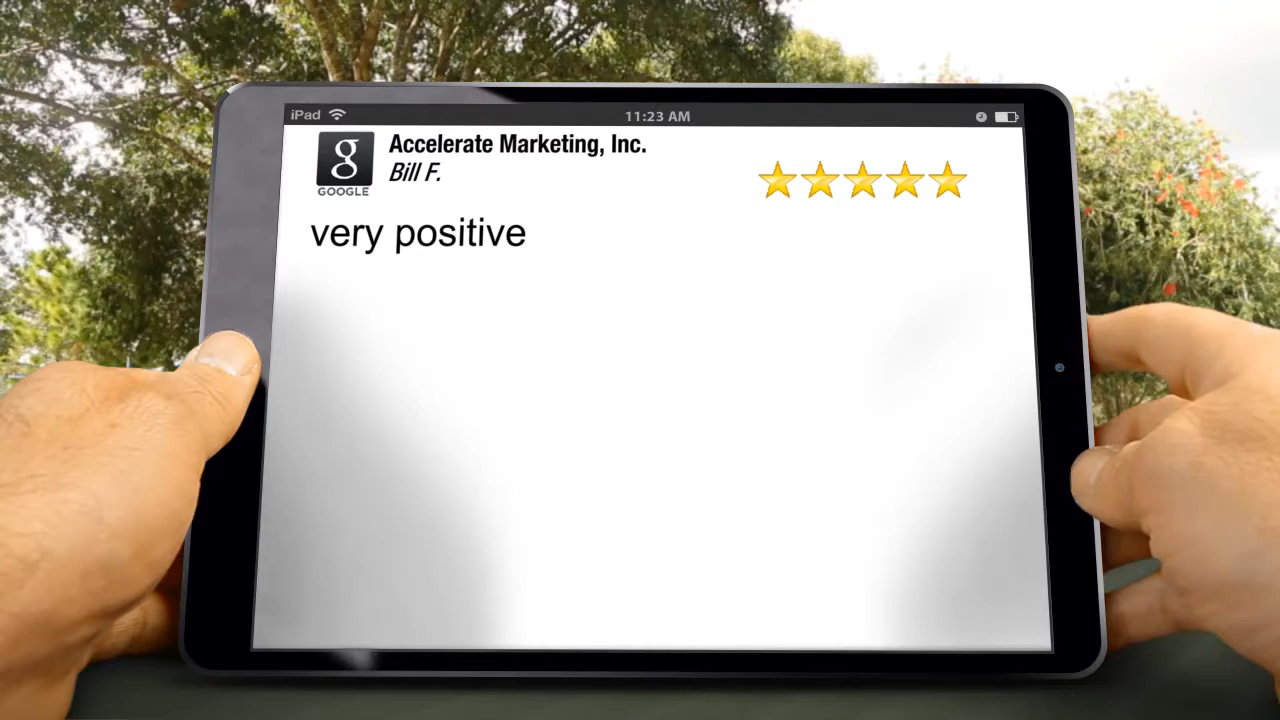 iPad 11:23 AM
g
GOOGLE
Accelerate Marketing, Inc.
Bill F.
very positive